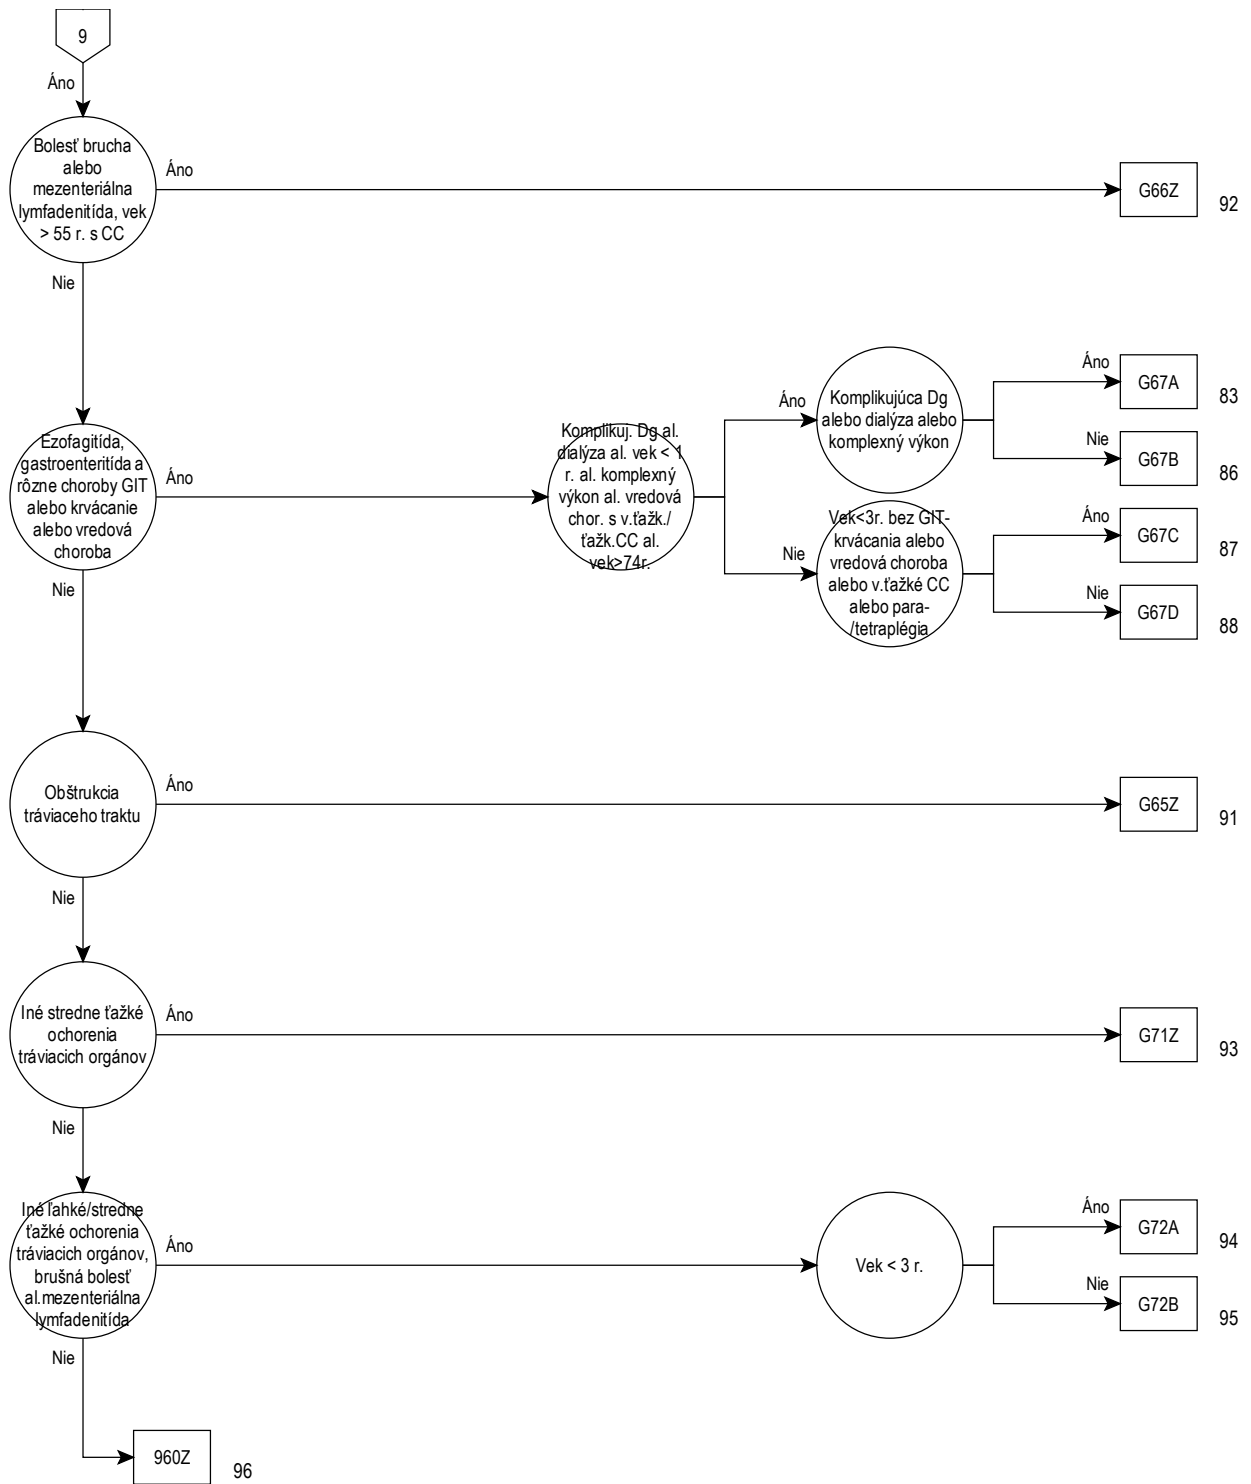 9
Áno
Bolesť brucha
alebo
mezenteriálna
lymfadenitída, vek
> 55 r. s CC
Áno
G66Z
92
Nie
Ezofagitída,
gastroenteritída a
rôzne choroby GIT
alebo krvácanie
alebo vredová
choroba
Áno
Komplikuj. Dg al.
dialýza al. vek < 1
r. al. komplexný
výkon al. vredová
chor. s v.ťažk./
ťažk.CC al.
vek>74r.
Áno
Komplikujúca Dg
alebo dialýza alebo
komplexný výkon
Áno
G67A
83
Nie
G67B
86
Nie
Vek<3r. bez GIT-
krvácania alebo
vredová choroba
alebo v.ťažké CC
alebo para-
/tetraplégia
Áno
G67C
87
Nie
G67D
88
Nie
Obštrukcia
tráviaceho traktu
Áno
G65Z
91
Nie
Iné stredne ťažké
ochorenia
tráviacich orgánov
Áno
G71Z
93
Nie
Iné ľahké/stredne
ťažké ochorenia
tráviacich orgánov,
brušná bolesť
al.mezenteriálna
lymfadenitída
Áno
Vek < 3 r.
Áno
G72A
94
Nie
G72B
95
Nie
960Z
96